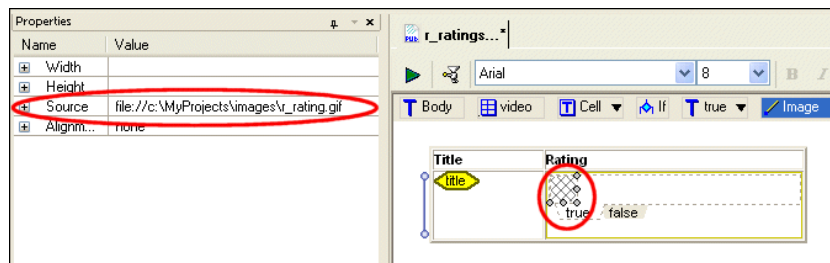 Properties
Name Value
Width
Height
Source file://c:\MyProjects\images\r_rating.gif
Alignm... none
PUB r_ratings...*
Arial 8 B I
T Body video T Cell If T true Image
Title Rating
title
true false